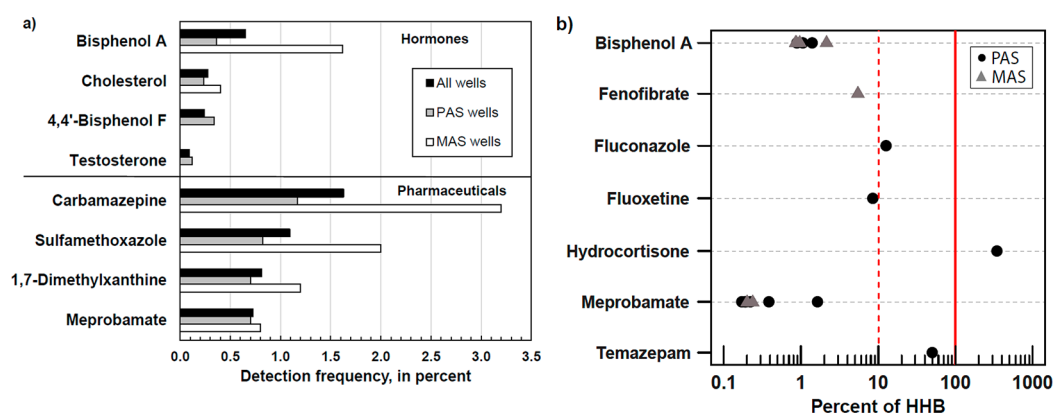 a)
Hormones
Bisphenol A
Cholesterol
4,4'-Bisphenol F
Testosterone
All wells
PAS wells
MAS wells
Pharmaceuticals
Carbamazepine
Sulfamethoxazole
1,7-Dimethylxanthine
Meprobamate
0.0 0.5 1.0 1.5 2.0 2.5 3.0 3.5
Detection frequency, in percent
b)
PAS
MAS
Bisphenol A
Fenofibrate
Fluconazole
Fluoxetine
Hydrocortisone
Meprobamate
Temazepam
0.1 1 10 100 1000
Percent of HHB